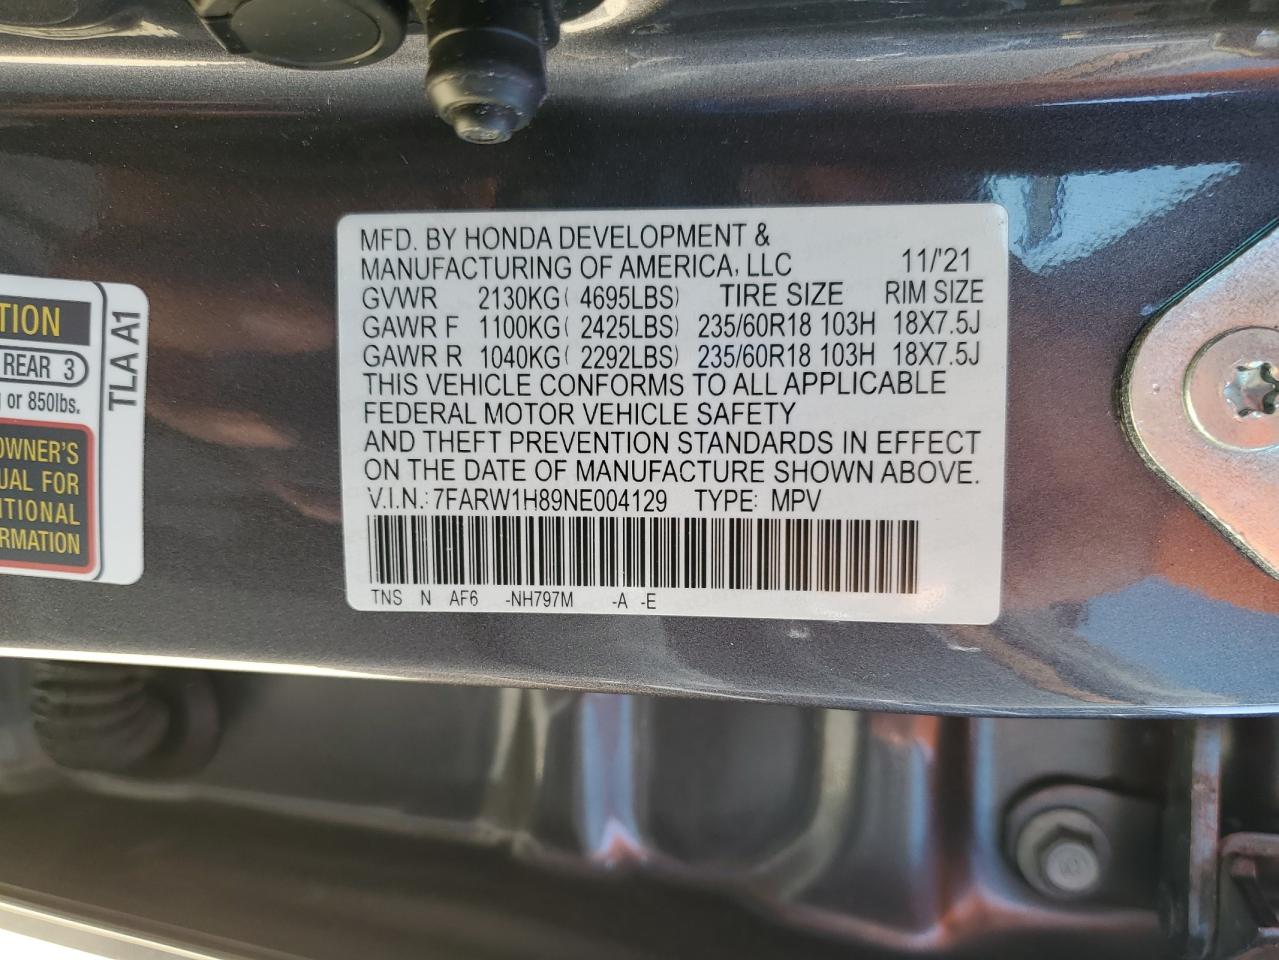 MFD. BY HONDA DEVELOPMENT &
MANUFACTURING OF AMERICA, LLC 11/'21
GVWR 2130KG( 4695LBS) TIRE SIZE RIM SIZE
GAWR F 1100KG( 2425LBS) 235/60R18 103H 18X7.5J
GAWR R 1040KG( 2292LBS) 235/60R18 103H 18X7.5J
THIS VEHICLE CONFORMS TO ALL APPLICABLE
FEDERAL MOTOR VEHICLE SAFETY
AND THEFT PREVENTION STANDARDS IN EFFECT
ON THE DATE OF MANUFACTURE SHOWN ABOVE.
V.I.N.: 7FARW1H89NE004129 TYPE: MPV
TNS N AF6 -NH797M -A -E
TION
REAR 3
or 850lbs.
OWNER'S
UAL FOR
ITIONAL
RMATION
TLA A1